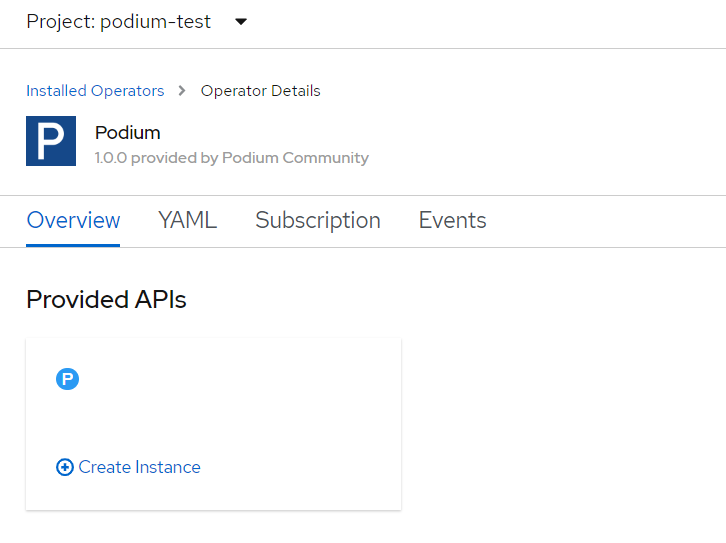 Project: podium-test
Installed Operators > Operator Details
P
Podium
1.0.0 provided by Podium Community
Overview YAML Subscription Events
Provided APIs
P
Create Instance